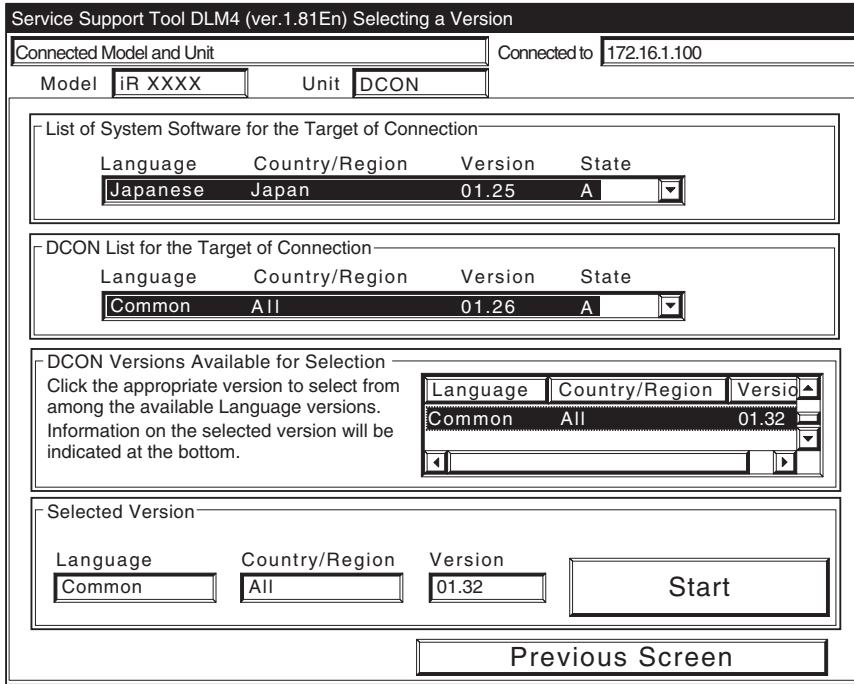 Service Support Tool DLM4 (ver.1.81En) Selecting a Version
Connected Model and Unit Connected to 172.16.1.100
Model iR XXXX Unit DCON
List of System Software for the Target of Connection
Language Country/Region Version State
Japanese Japan 01.25 A
DCON List for the Target of Connection
Language Country/Region Version State
Common All 01.26 A
DCON Versions Available for Selection
Click the appropriate version to select from
among the available Language versions.
Information on the selected version will be
indicated at the bottom.
Language Country/Region Versio
Common All 01.32
Selected Version
Language Country/Region Version
Common All 01.32
Start
Previous Screen